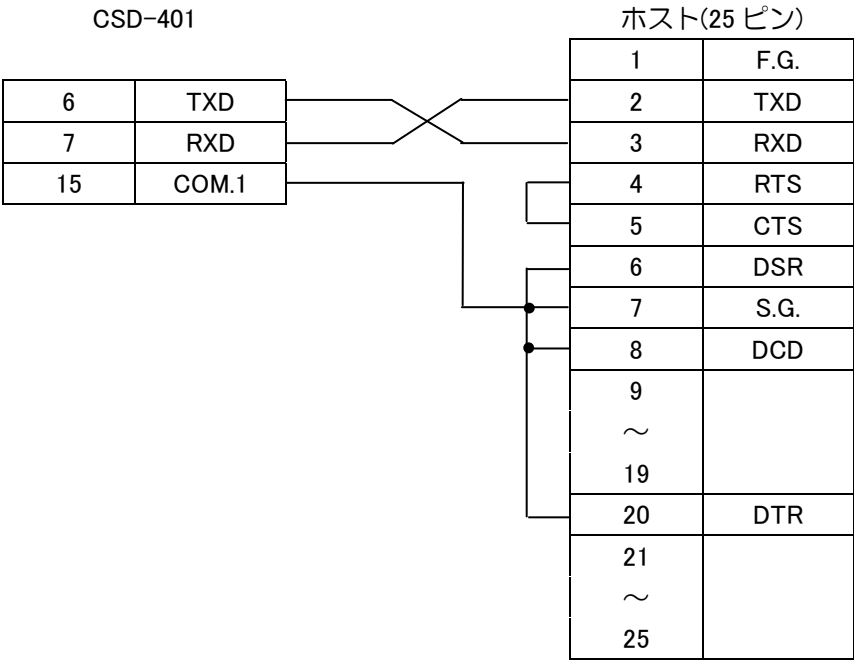 CSD-401
ホスト(25 ピン)
1 F.G.
6 TXD 2 TXD
7 RXD 3 RXD
15 COM.1 4 RTS
5 CTS
6 DSR
7 S.G.
8 DCD
9
～
19
20 DTR
21
～
25